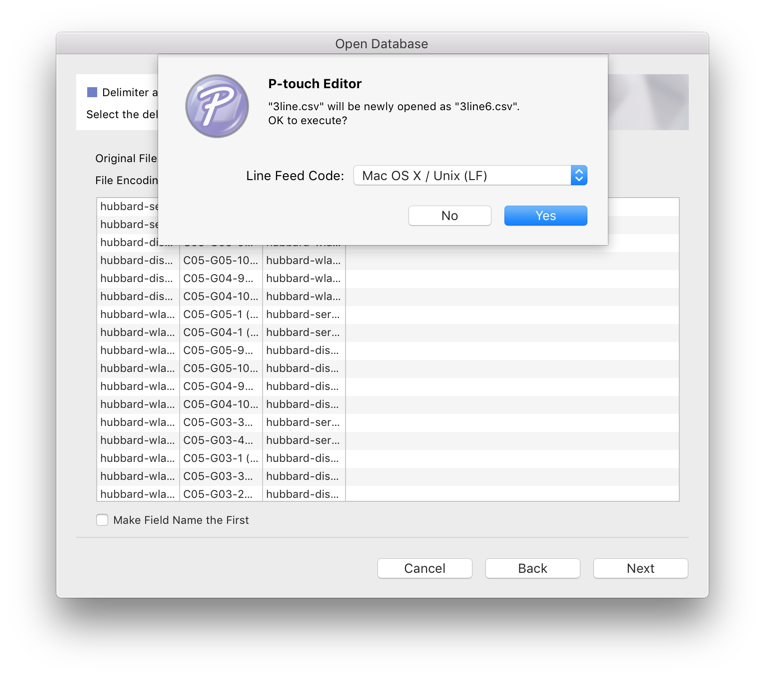 Open Database
P-touch Editor
"3line.csv" will be newly opened as "3line6.csv".
OK to execute?
Line Feed Code: Mac OS X / Unix (LF)
No Yes
Delimiter a
Select the del
Original File
File Encodin
hubbard-se
hubbard-se
hubbard-dis...
hubbard-dis... C05-G05-10... hubbard-wla...
hubbard-dis... C05-G04-9... hubbard-wla...
hubbard-dis... C05-G04-10... hubbard-wla...
hubbard-wla... C05-G05-1 (... hubbard-ser...
hubbard-wla... C05-G04-1 (... hubbard-ser...
hubbard-wla... C05-G05-9... hubbard-dis...
hubbard-wla... C05-G05-10... hubbard-dis...
hubbard-wla... C05-G04-9... hubbard-dis...
hubbard-wla... C05-G04-10... hubbard-dis...
hubbard-wla... C05-G03-3... hubbard-ser...
hubbard-wla... C05-G03-4... hubbard-ser...
hubbard-wla... C05-G03-1 (... hubbard-dis...
hubbard-wla... C05-G03-3... hubbard-dis...
hubbard-wla... C05-G03-2... hubbard-dis...
Make Field Name the First
Cancel Back Next